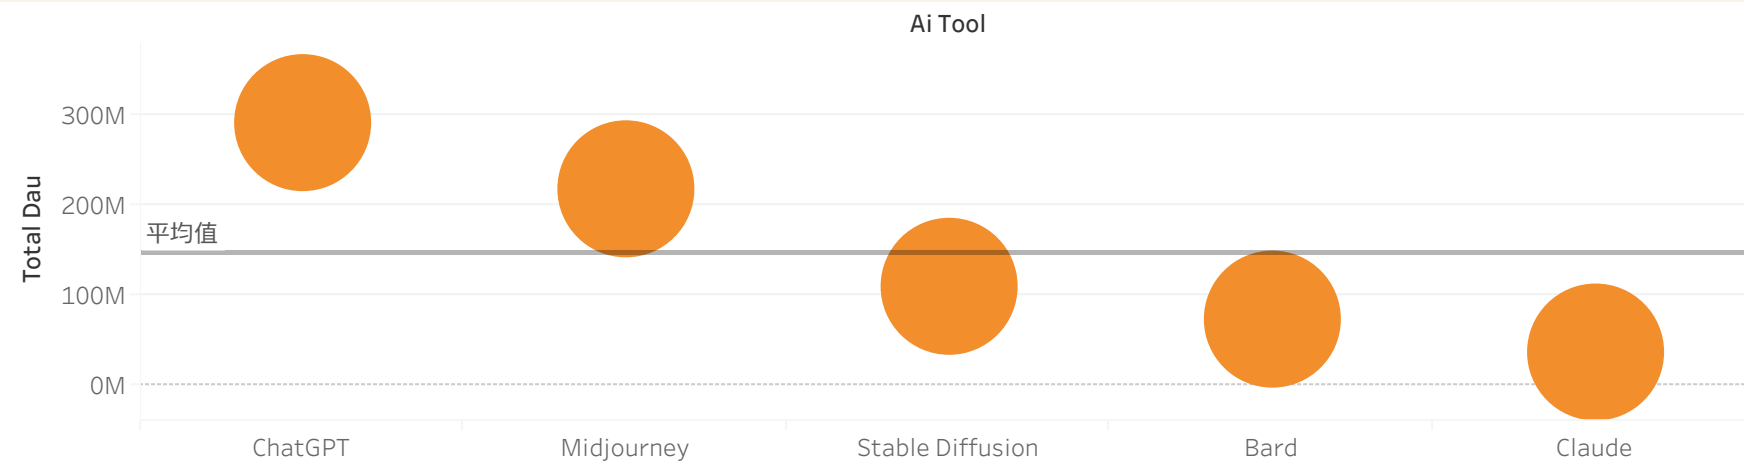 Ai Tool
Total Dau
300M
200M
平均值
100M
0M
ChatGPT Midjourney Stable Diffusion Bard Claude